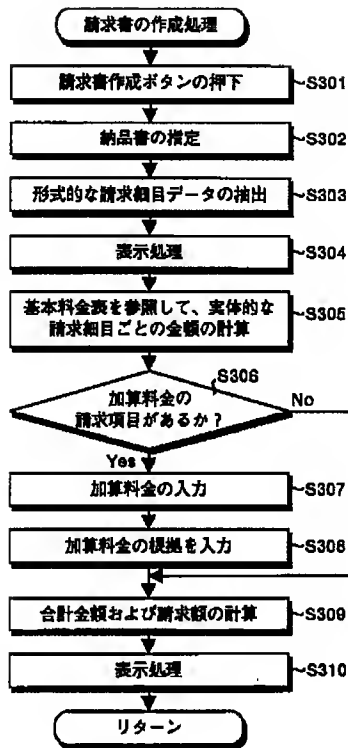 請求書の作成処理
請求書作成ボタンの押下
S301
納品書の指定
S302
形式的な請求細目データの抽出
S303
表示処理
S304
基本料金表を参照して、実体的な
請求細目ごとの金額の計算
S305
S306
加算料金の
請求項目があるか?
No
Yes
加算料金の入力
S307
加算料金の根拠を入力
S308
合計金額および請求額の計算
S309
表示処理
S310
リターン